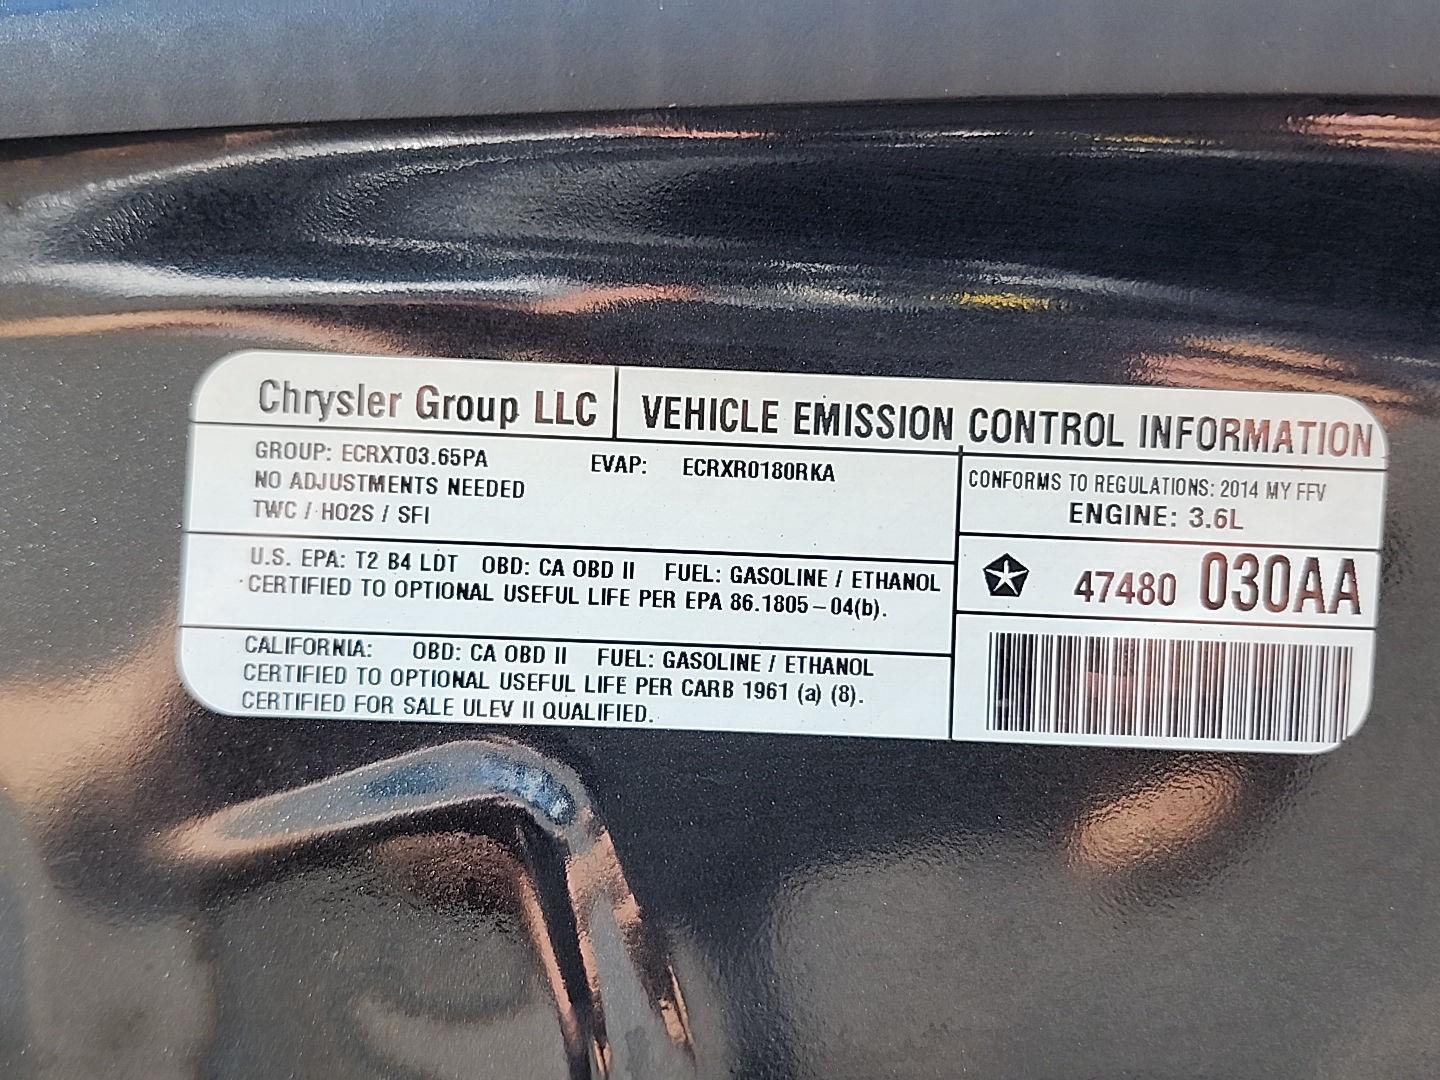 Chrysler Group LLC
VEHICLE EMISSION CONTROL INFORMATION
GROUP: ECRXT03.65PA EVAP: ECRXR0180RKA
NO ADJUSTMENTS NEEDED
TWC / HO2S / SFI
CONFORMS TO REGULATIONS: 2014 MY FFV
ENGINE: 3.6L
U.S. EPA: T2 B4 LDT OBD: CA OBD II FUEL: GASOLINE / ETHANOL
CERTIFIED TO OPTIONAL USEFUL LIFE PER EPA 86.1805-04(b).
47480 030AA
CALIFORNIA: OBD: CA OBD II FUEL: GASOLINE / ETHANOL
CERTIFIED TO OPTIONAL USEFUL LIFE PER CARB 1961 (a) (8).
CERTIFIED FOR SALE ULEV II QUALIFIED.